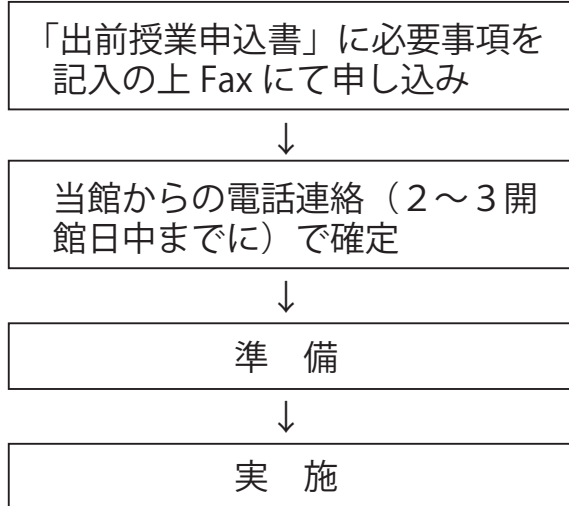 「出前授業申込書」に必要事項を
記入の上 Fax にて申し込み
↓
当館からの電話連絡（２～３開
館日中までに）で確定
↓
準　備
↓
実　施